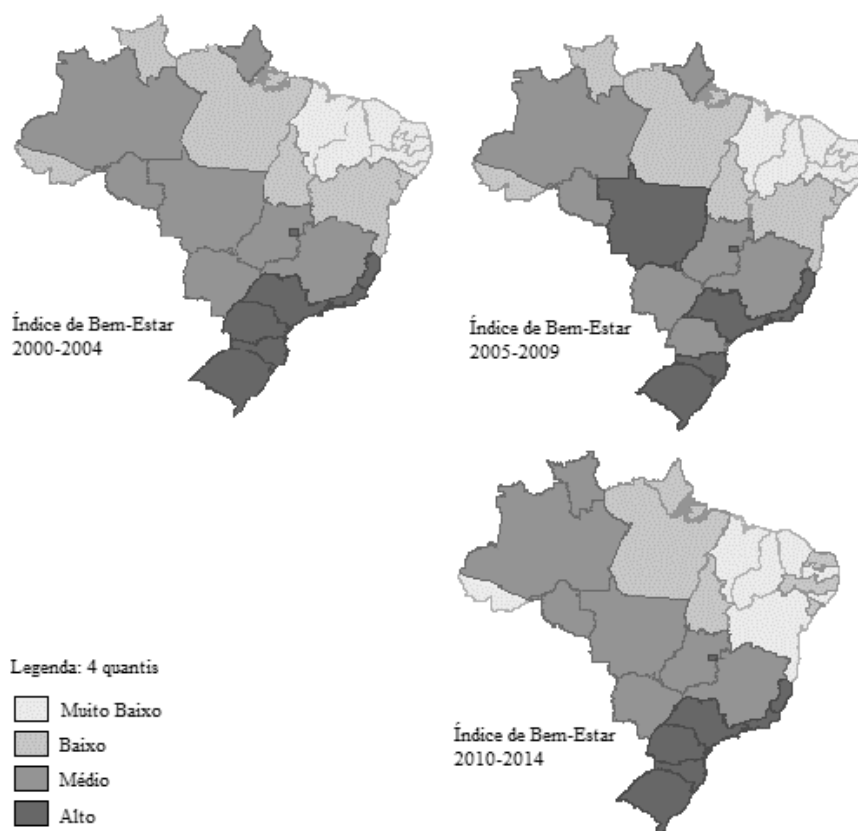 Índice de Bem-Estar
2000-2004
Índice de Bem-Estar
2005-2009
Índice de Bem-Estar
2010-2014
Legenda: 4 quantis
Muito Baixo
Baixo
Médio
Alto